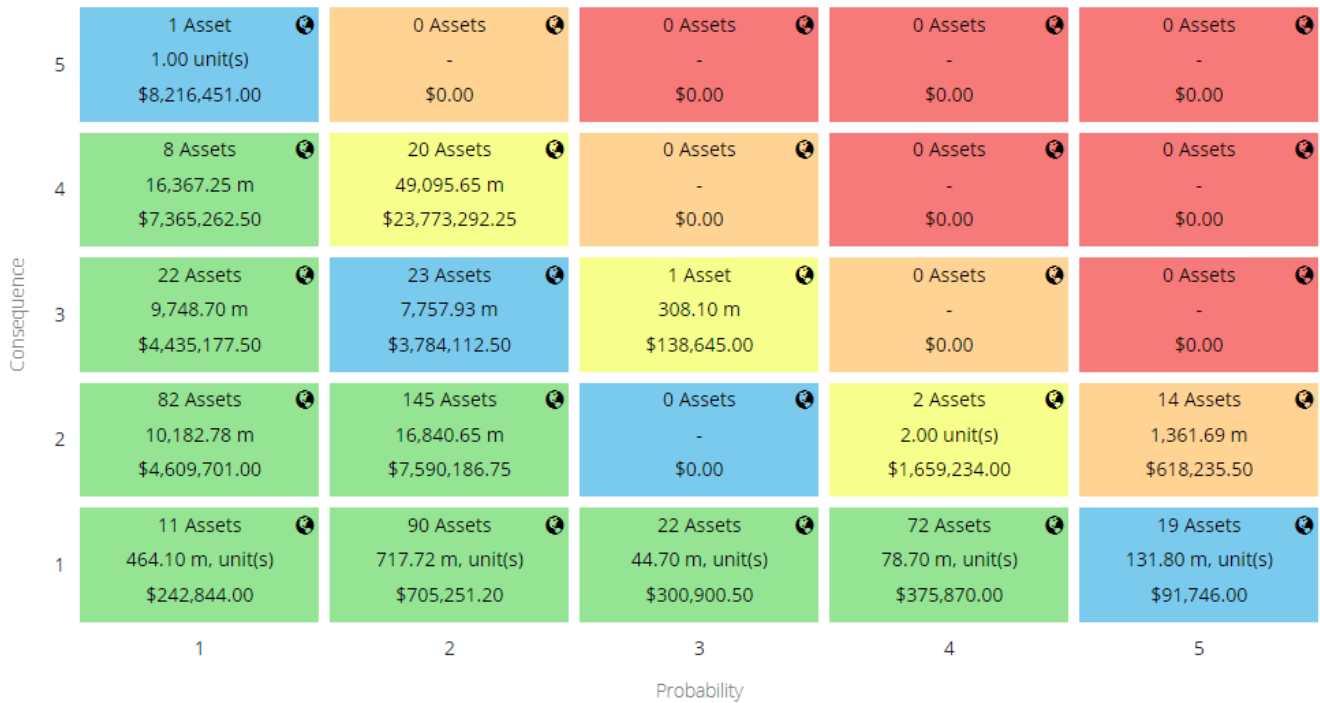 1 Asset 0 Assets 0 Assets 0 Assets 0 Assets
5 1.00 unit(s) - - - -
$8,216,451.00 $0.00 $0.00 $0.00 $0.00
8 Assets 20 Assets 0 Assets 0 Assets 0 Assets
4 16,367.25 m 49,095.65 m - - -
$7,365,262.50 $23,773,292.25 $0.00 $0.00 $0.00
Consequence
22 Assets 23 Assets 1 Asset 0 Assets 0 Assets
3 9,748.70 m 7,757.93 m 308.10 m - -
$4,435,177.50 $3,784,112.50 $138,645.00 $0.00 $0.00
82 Assets 145 Assets 0 Assets 2 Assets 14 Assets
2 10,182.78 m 16,840.65 m - 2.00 unit(s) 1,361.69 m
$4,609,701.00 $7,590,186.75 $0.00 $1,659,234.00 $618,235.50
11 Assets 90 Assets 22 Assets 72 Assets 19 Assets
1 464.10 m, unit(s) 717.72 m, unit(s) 44.70 m, unit(s) 78.70 m, unit(s) 131.80 m, unit(s)
$242,844.00 $705,251.20 $300,900.50 $375,870.00 $91,746.00
1 2 3 4 5
Probability